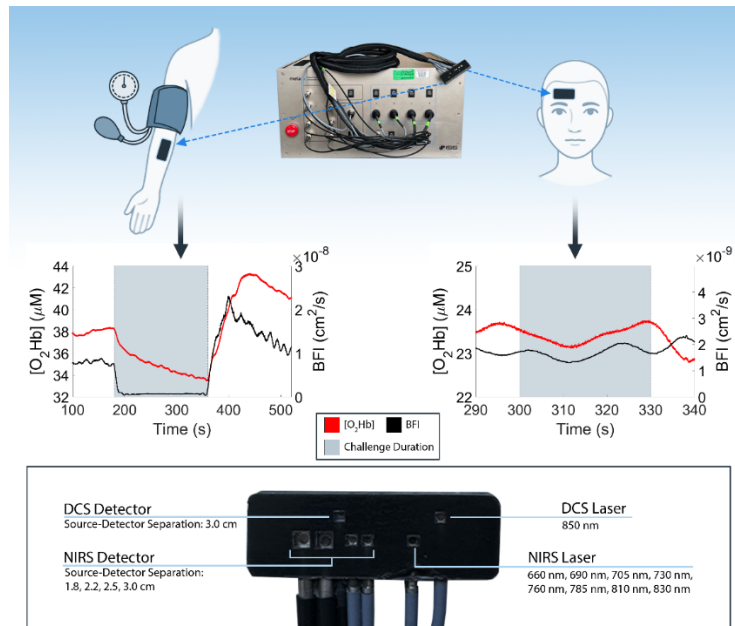 44
42
40
38
36
34
32
[O₂Hb] (μM)
×10⁻⁸
3
2
1
0
BFI (cm²/s)
100
200
300
400
500
Time (s)
25
24
23
22
[O₂Hb] (μM)
×10⁻⁹
4
3
2
1
0
BFI (cm²/s)
290
300
310
320
330
340
Time (s)
[O₂Hb]
BFI
Challenge Duration
DCS Detector
Source-Detector Separation: 3.0 cm
NIRS Detector
Source-Detector Separation:
1.8, 2.2, 2.5, 3.0 cm
DCS Laser
850 nm
NIRS Laser
660 nm, 690 nm, 705 nm, 730 nm,
760 nm, 785 nm, 810 nm, 830 nm